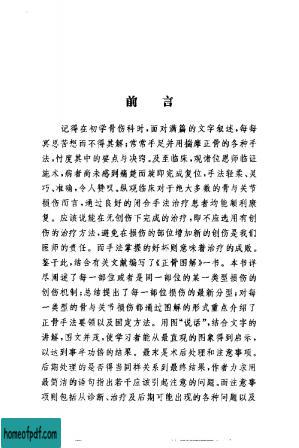 前言
记得在初学骨伤科时,面对满篇的文字叙述,每每
冥思苦想而不得其解;常常手足并用揣摩正骨的各种手
法,忖度其中的要点与决窍。及至临床,观诸位恩师临证
施术,病者尚未感到痛楚而旋即完成复位,手法轻柔、灵
巧、准确,令人赞叹。纵观临床对于绝大多数的骨与关节
损伤而言,通过良好的闭合手法治疗患者均能顺利康
复。应该说能在无创伤下完成的治疗,即不应选用有创
伤的治疗方法,避免在损伤的部位增加新的创伤是我们
医师的责任。而手法掌握的好坏则意味着治疗的成败。
鉴于此,结合有关文献编写了《正骨图解》一书。本书详
尽阐述了每一部位或者是同一部位的某一类型损伤的
创伤机制;总结提出了每一部位损伤的最新分型;对每
一类型的骨与关节损伤都通过图解的形式重点介绍了
正骨手法要领以及固定方法。用图“说话”,结合文字的
讲解,图文并茂,使学习者能从最直观的图象得到启示,
以达到事半功倍的结果。最末是术后处理和注意事项。
后期处理的是否得当同样关系到最终结果,作者力求用
最简洁的语句指出若干应该引起注意的问题。而注意事
项则包括从诊断、治疗及后期可能出现的各种问题以及
homeofpdf.com
homeofpdf.com